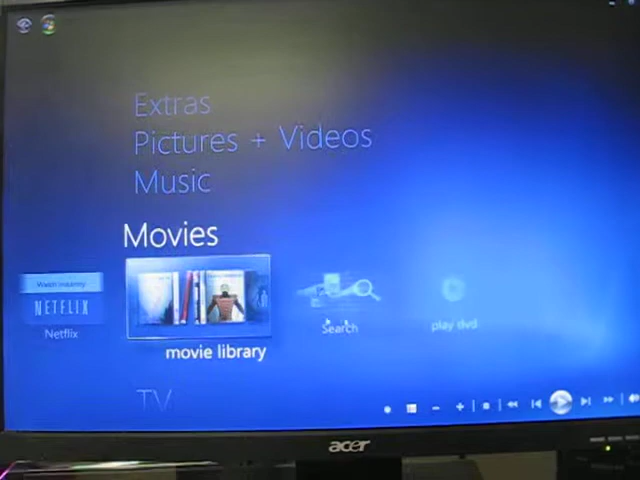 Extras
Pictures + Videos
Music
Movies
Watch Instantly
NETFLIX
Netflix
movie library
Search
play dvd
TV
acer